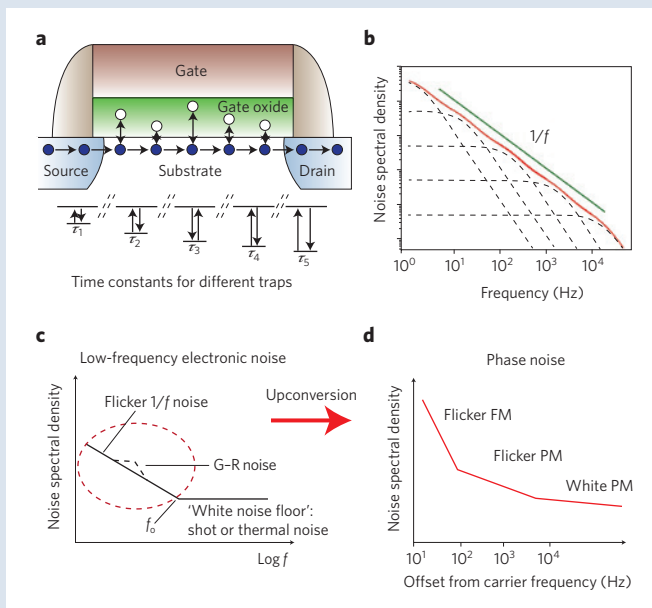 a
Gate
Gate oxide
Source
Substrate
Drain
τ1
τ2
τ3
τ4
τ5
Time constants for different traps
b
Noise spectral density
1/f
10⁰
10¹
10²
10³
10⁴
Frequency (Hz)
c
Low-frequency electronic noise
Noise spectral density
Flicker 1/f noise
G–R noise
fo
'White noise floor':
shot or thermal noise
Log f
Upconversion
d
Phase noise
Noise spectral density
Flicker FM
Flicker PM
White PM
10¹
10²
10³
10⁴
Offset from carrier frequency (Hz)